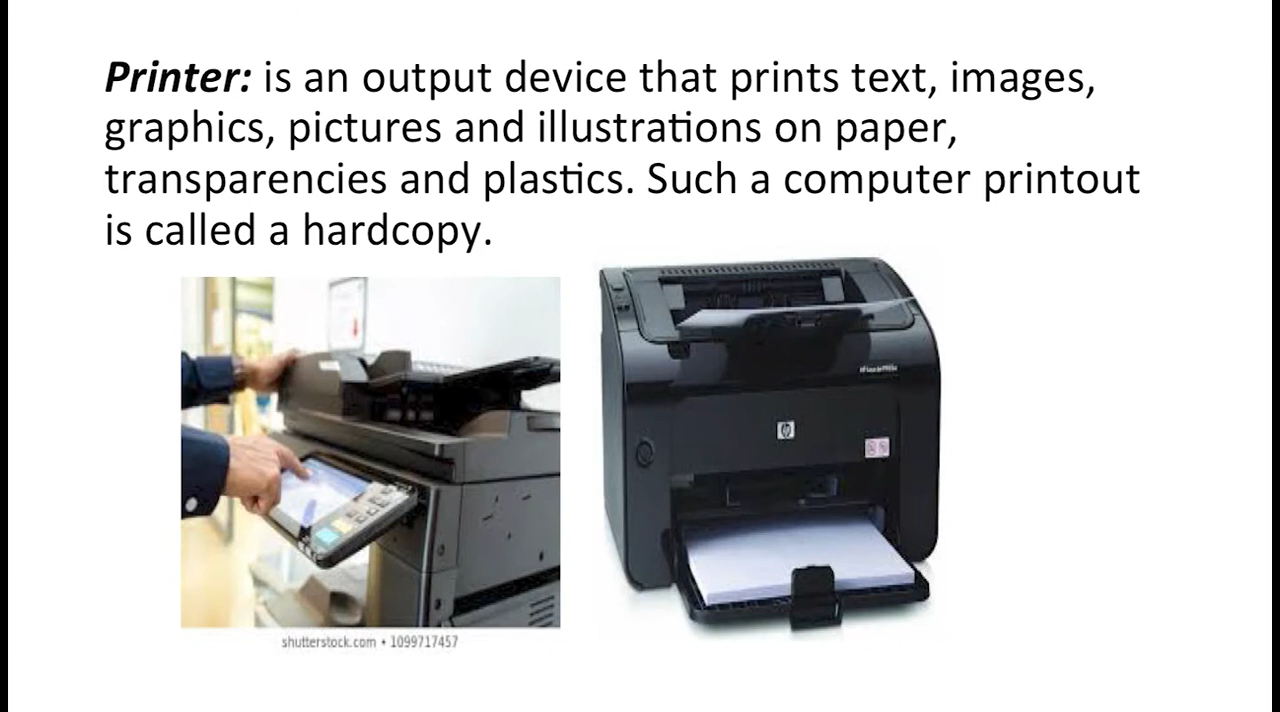 Printer: is an output device that prints text, images,
graphics, pictures and illustrations on paper,
transparencies and plastics. Such a computer printout
is called a hardcopy.
hp
shutterstock.com • 1099717457